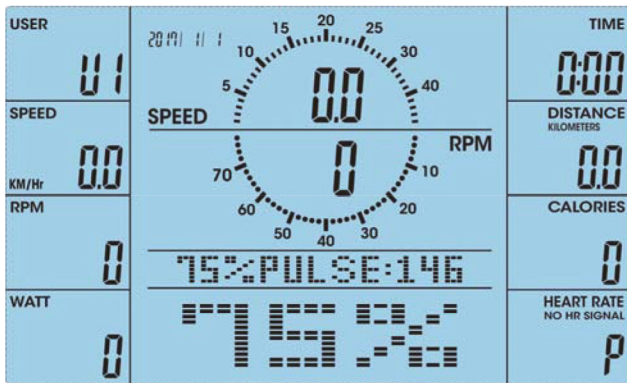 USER
U1
SPEED
KM/Hr 0.0
RPM
0
WATT
0
2017/ 1/ 1
5 10 15 20 25 30 40
SPEED 0.0
0 RPM
70 60 50 40 30 20 10
75%PULSE:146
75%
TIME
0:00
DISTANCE
KILOMETERS
0.0
CALORIES
0
HEART RATE
NO HR SIGNAL
P